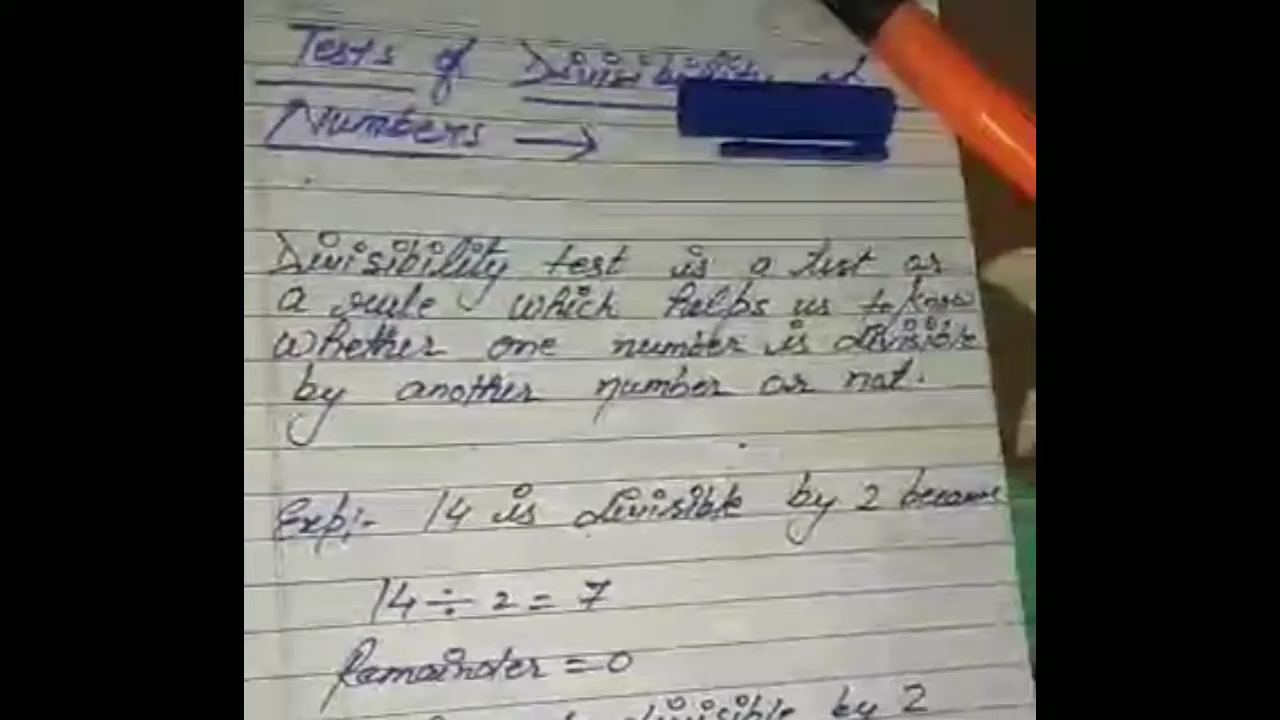 Tests of Divisibility of
Numbers →
Divisibility test is a test or
a rule which helps us to know
whether one number is divisible
by another number or not.
Exp:- 14 is divisible by 2 because
14 ÷ 2 = 7
Remainder = 0
divisible by 2